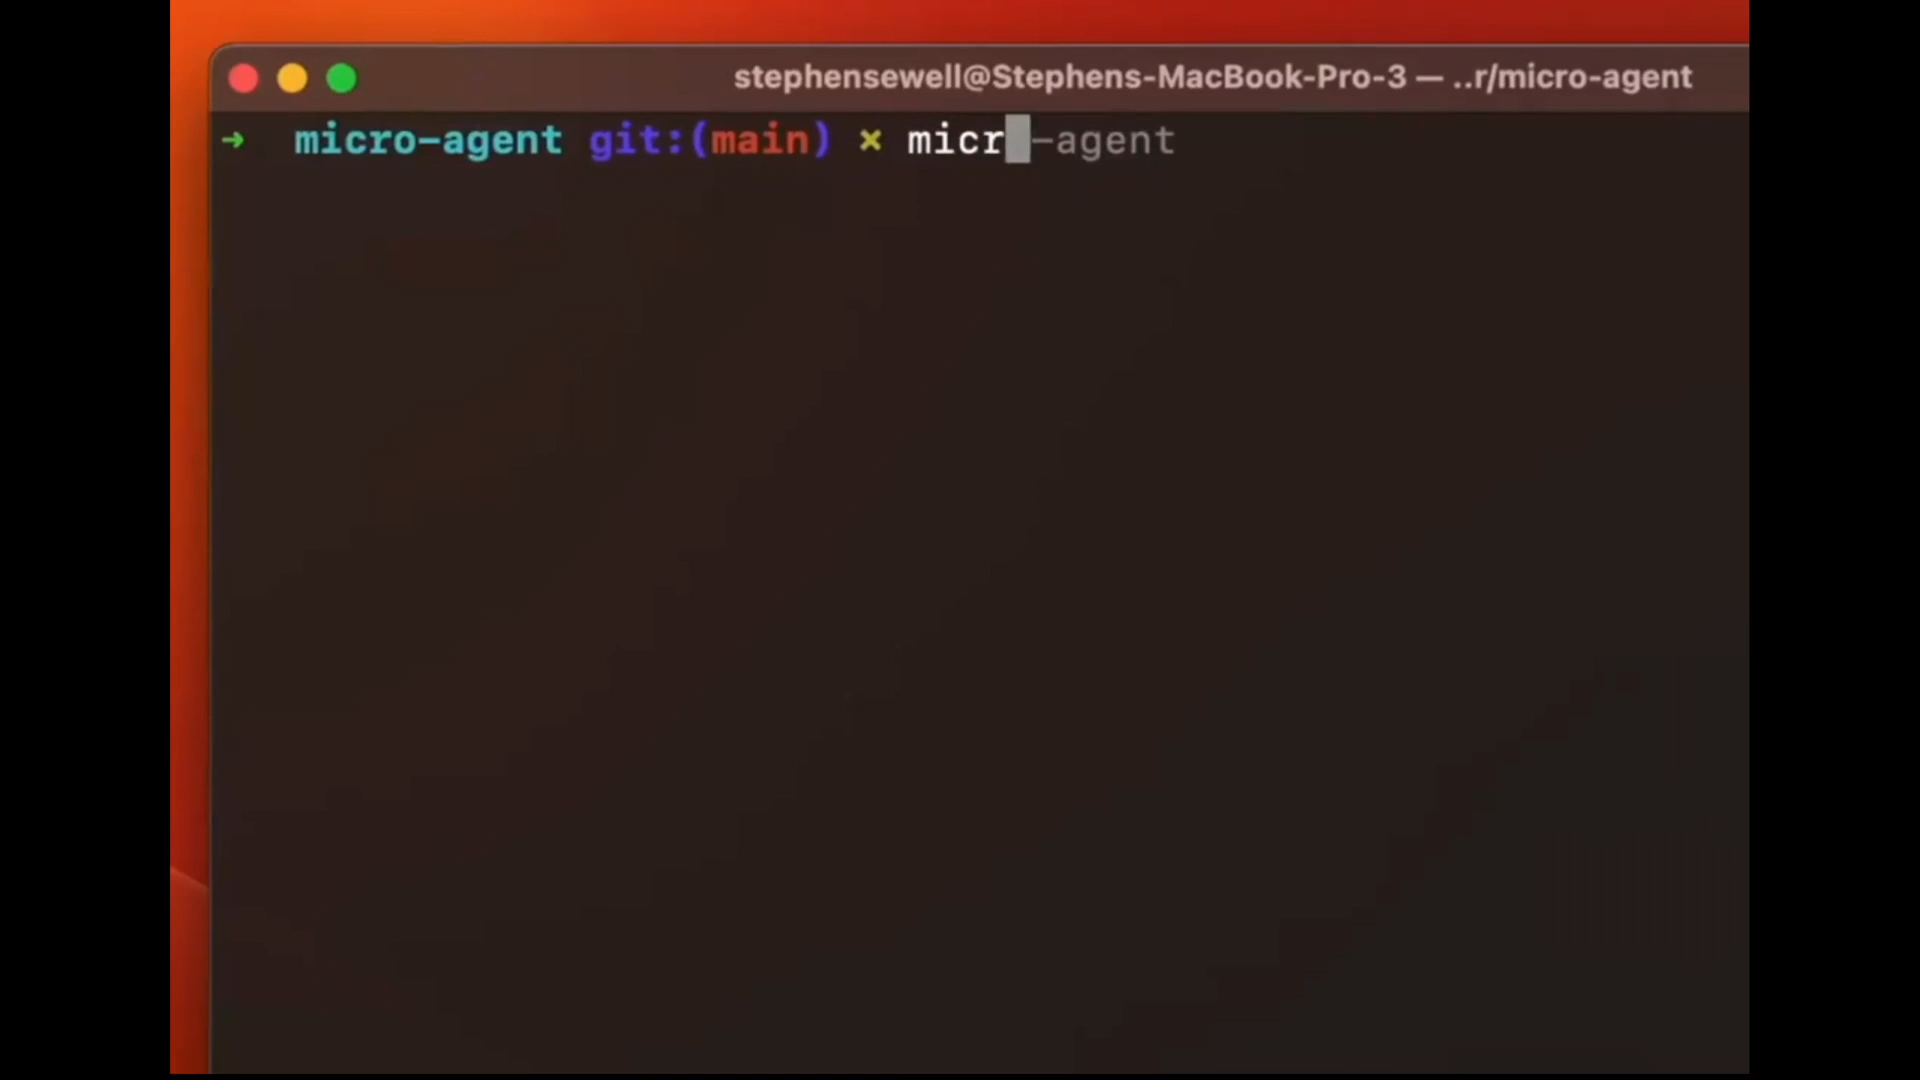 stephensewell@Stephens-MacBook-Pro-3 — ..r/micro-agent
➜ micro-agent git:(main) × micr -agent